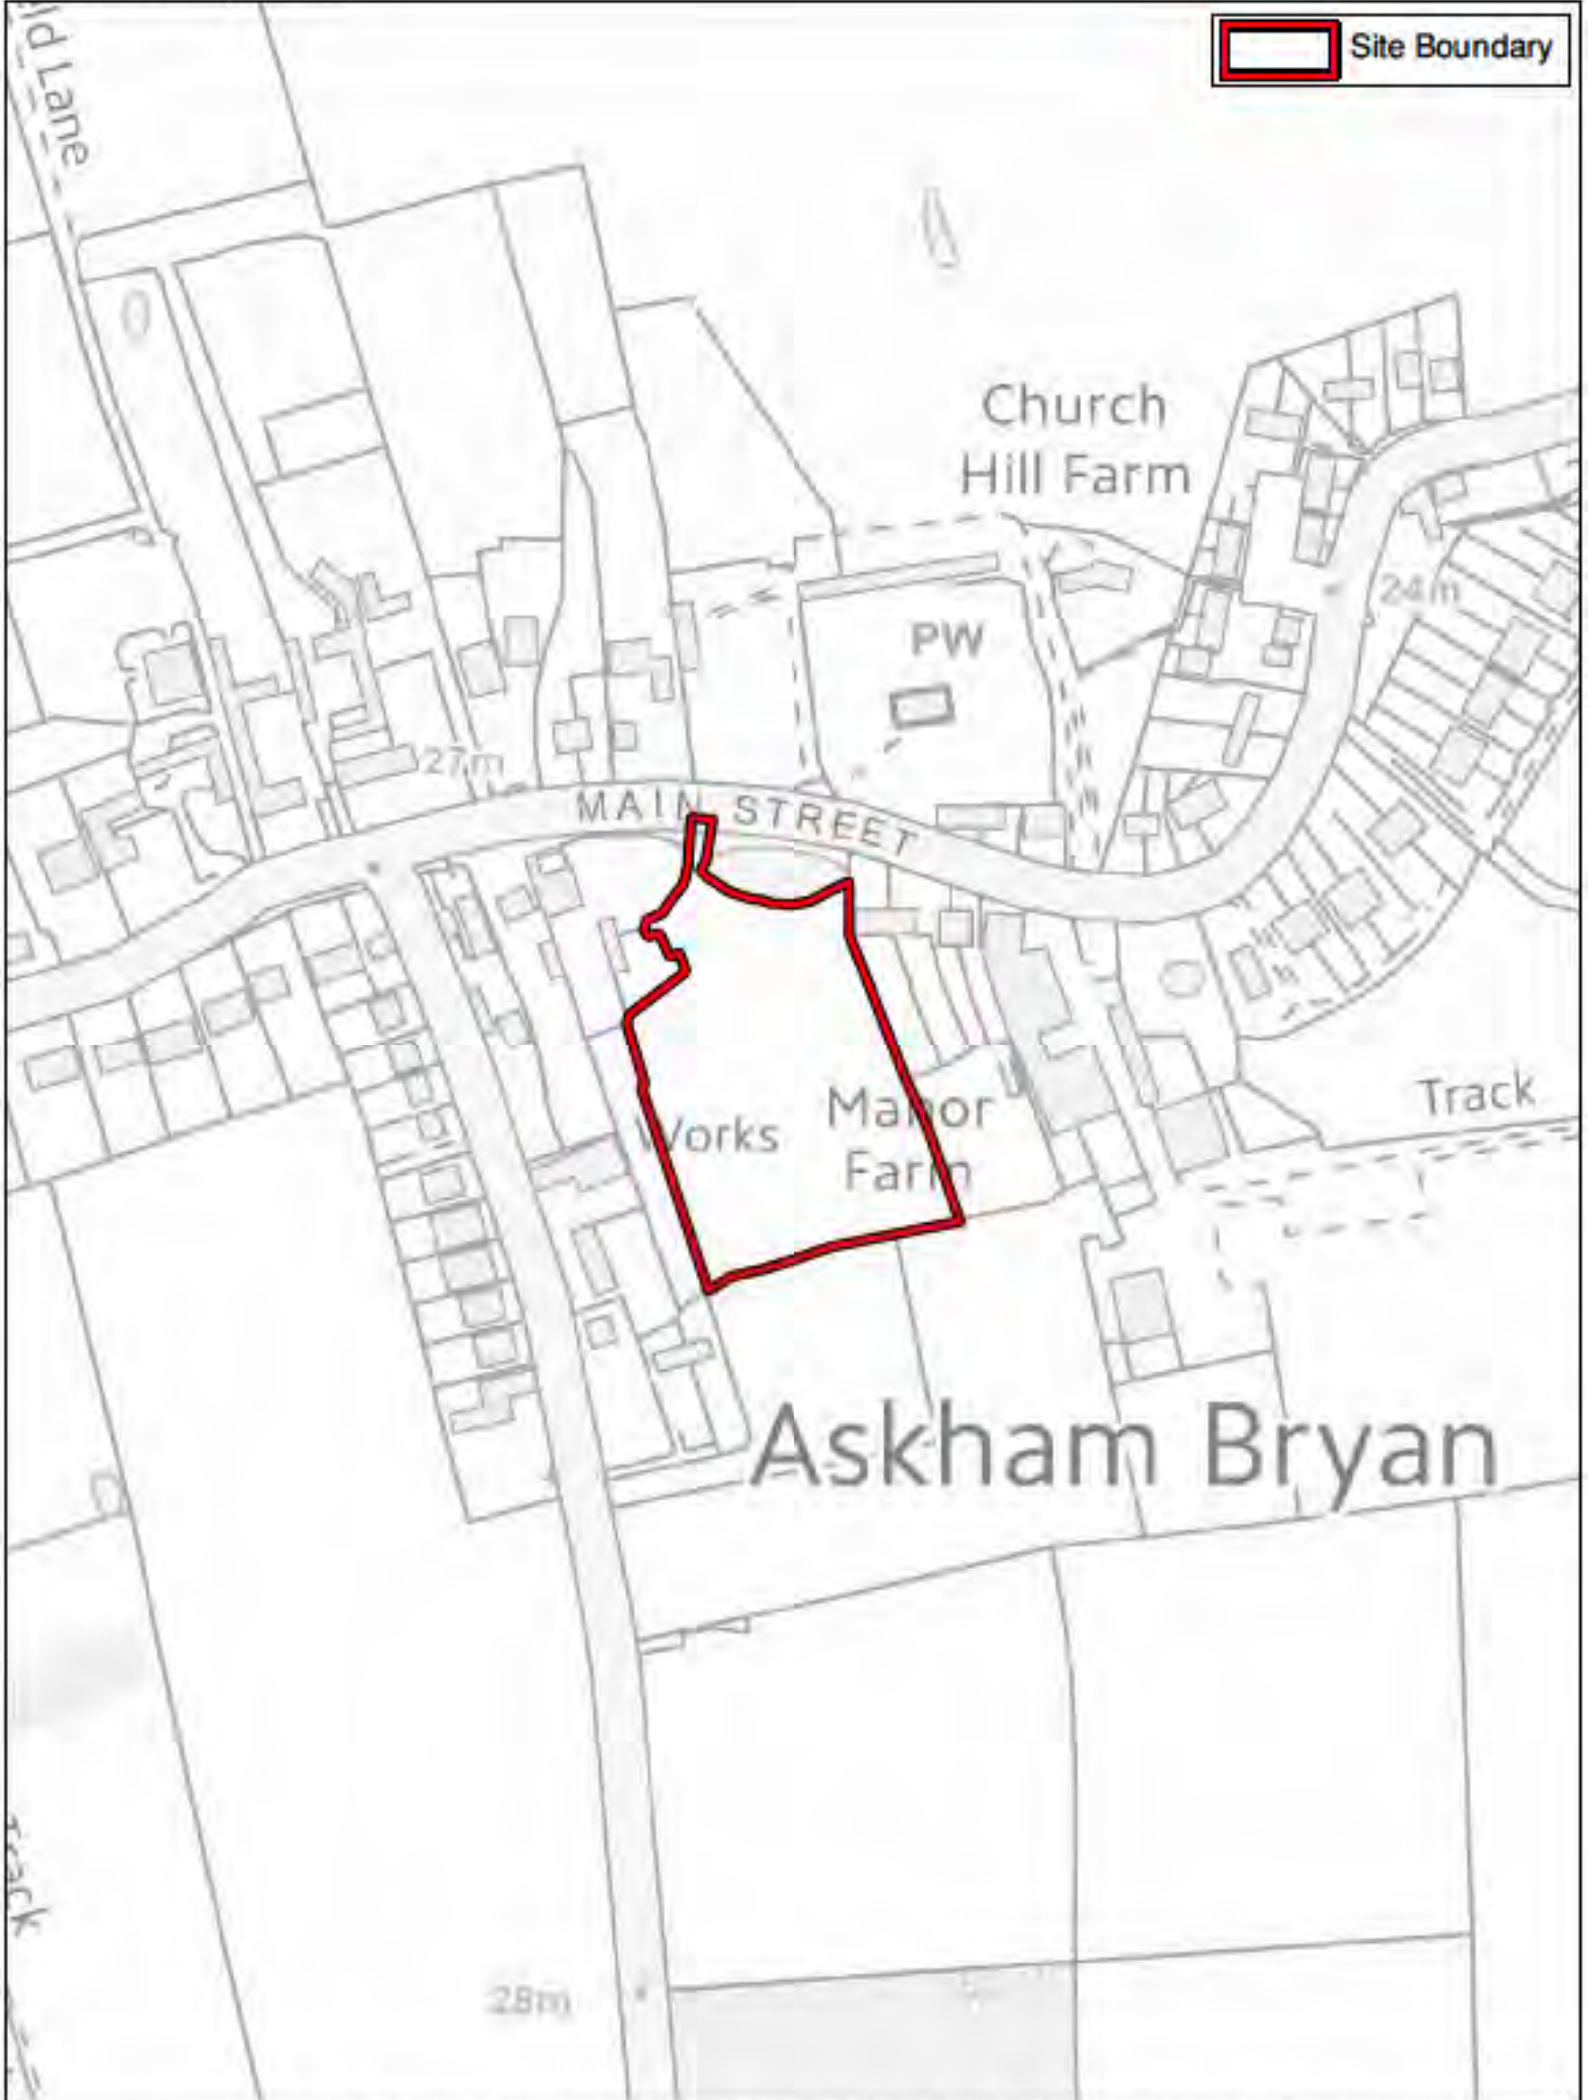 Site Boundary
ld Lane
Church
Hill Farm
24m
PW
27m
MAIN STREET
Works
Manor
Farm
Track
Askham Bryan
Track
28m